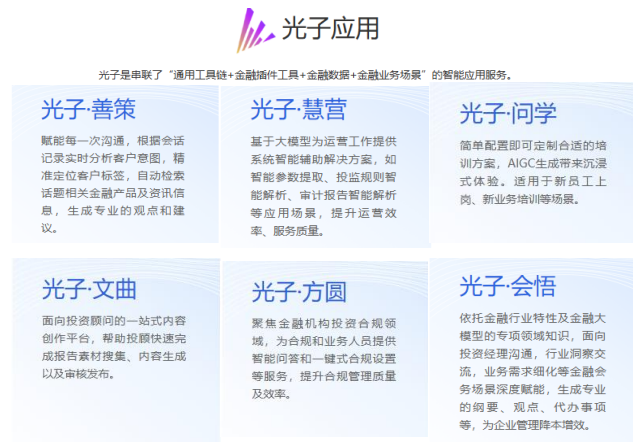 光子应用
光子是串联了“通用工具链+金融插件工具+金融数据+金融业务场景”的智能应用服务。
光子·善策
赋能每一次沟通，根据会话
记录实时分析客户意图，精
准定位客户标签，自动检索
话题相关金融产品及资讯信
息，生成专业的观点和建
议。
光子·慧营
基于大模型为运营工作提供
系统智能辅助解决方案，如
智能参数提取、投监规则智
能解析、审计报告智能解析
等应用场景，提升运营效
率、服务质量。
光子·问学
简单配置即可定制合适的培
训方案，AIGC生成带来沉浸
式体验。适用于新员工上
岗、新业务培训等场景。
光子·文曲
面向投资顾问的一站式内容
创作平台，帮助投顾快速完
成报告素材搜集、内容生成
以及审核发布。
光子·方圆
聚焦金融机构投资合规领
域，为合规和业务人员提供
智能问答和一键式合规设置
等服务，提升合规管理质量
及效率。
光子·会悟
依托金融行业特性及金融大
模型的专项领域知识，面向
投资经理沟通，行业洞察交
流，业务需求细化等金融会
务场景深度赋能，生成专业
的纲要、观点、代办事项
等，为企业管理降本增效。